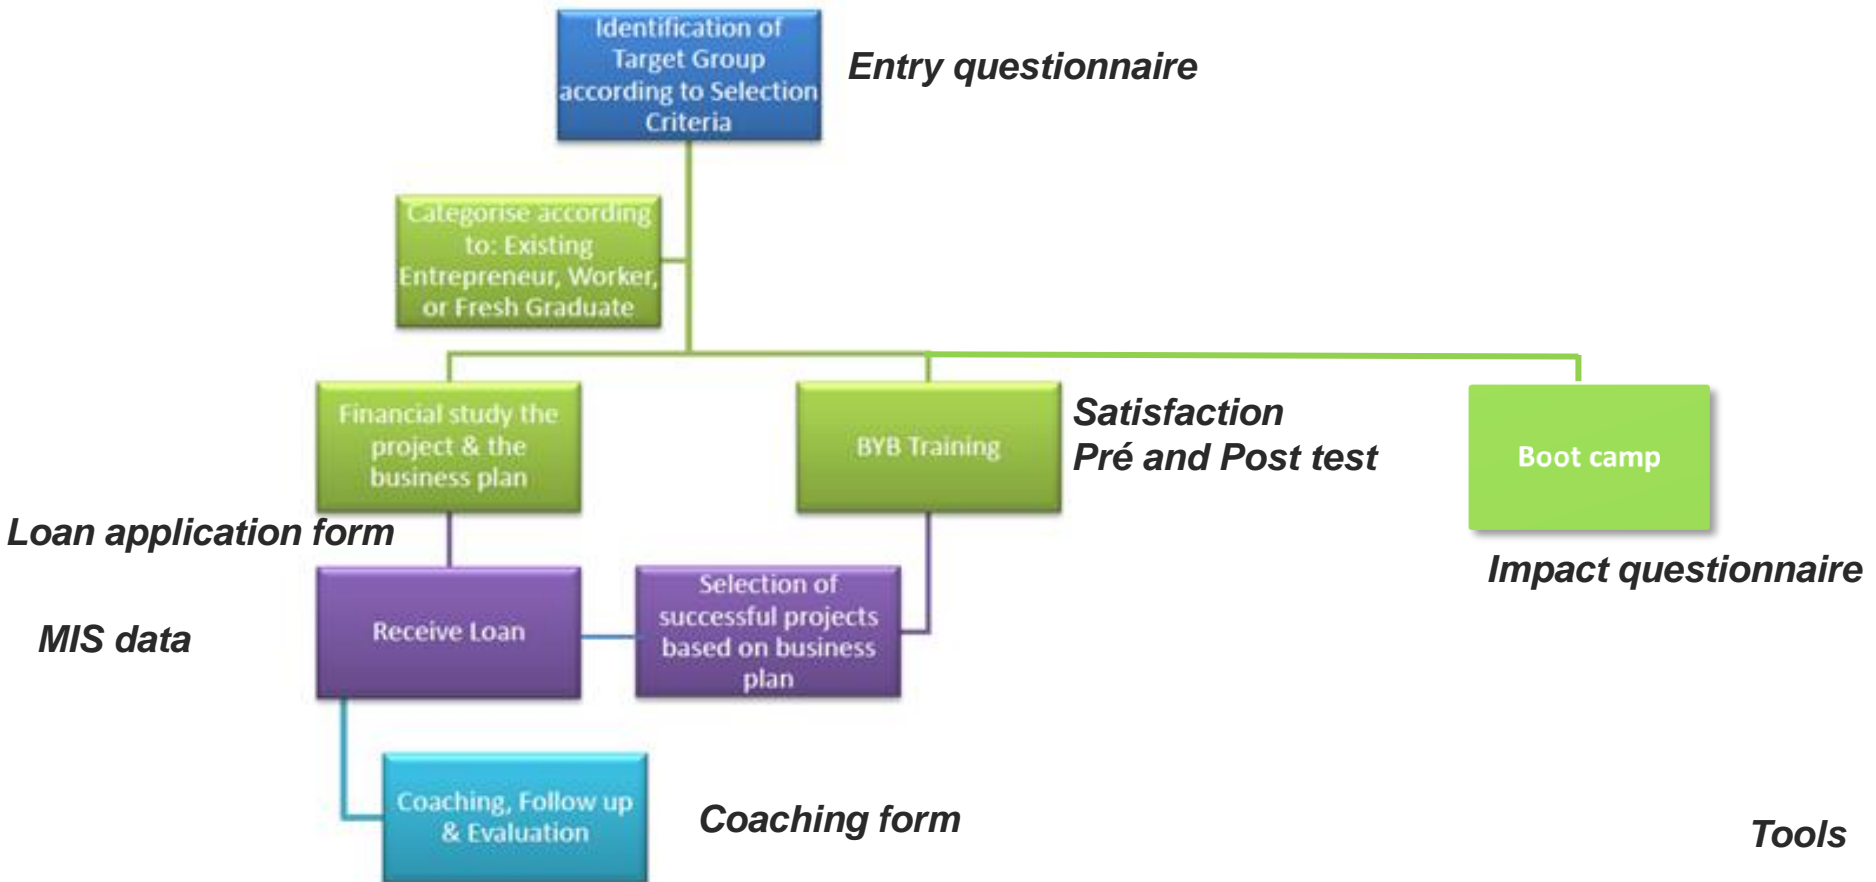 Identification of
Target Group
according to Selection
Criteria
Entry questionnaire
Categorise according
to: Existing
Entrepreneur, Worker,
or Fresh Graduate
Financial study the
project & the
business plan
BYB Training
Satisfaction
Pré and Post test
Boot camp
Loan application form
Impact questionnaire
MIS data
Receive Loan
Selection of
successful projects
based on business
plan
Coaching, Follow up
& Evaluation
Coaching form
Tools